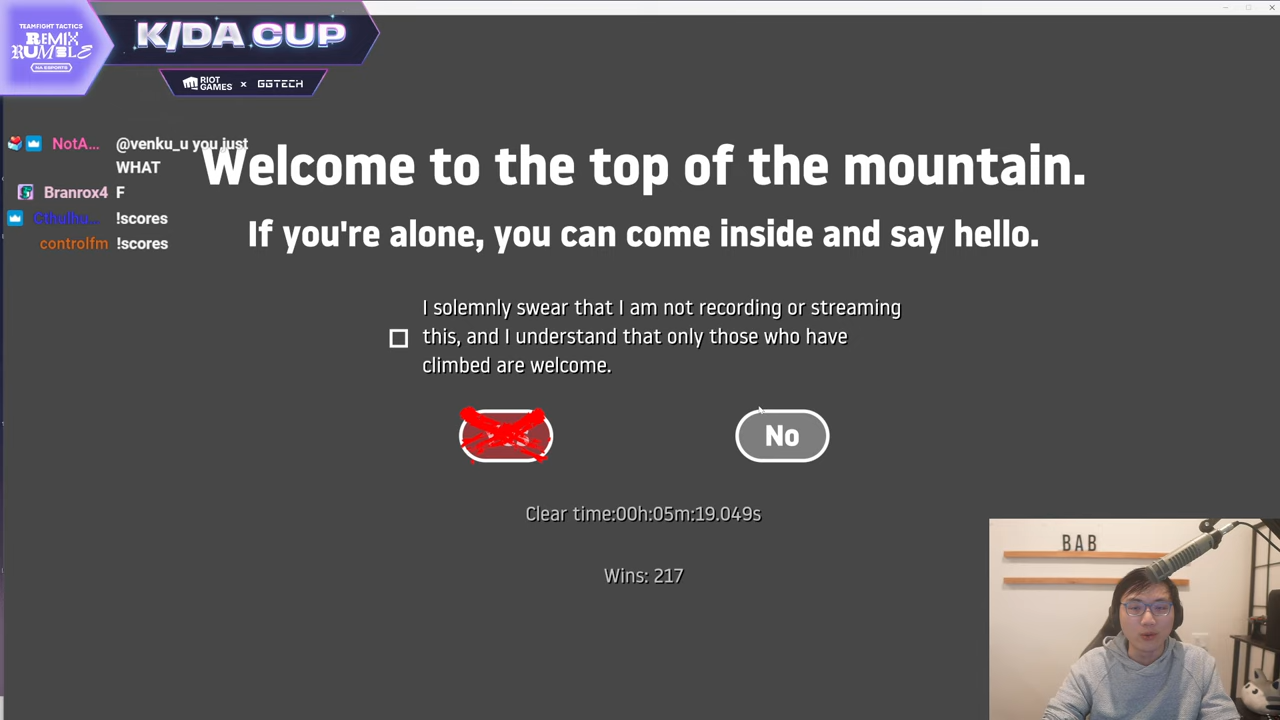 TEAMFIGHT TACTICS
REMIX
RUMBLE
NA ESPORTS
K/DA CUP
RIOT
GAMES
x
GGTECH
NotA... @venku_u you just
WHAT
Branrox4 F
Cthulhu... !scores
controlfm !scores
Welcome to the top of the mountain.
If you're alone, you can come inside and say hello.
I solemnly swear that I am not recording or streaming
this, and I understand that only those who have
climbed are welcome.
No
Clear time:00h:05m:19.049s
Wins: 217
BAB